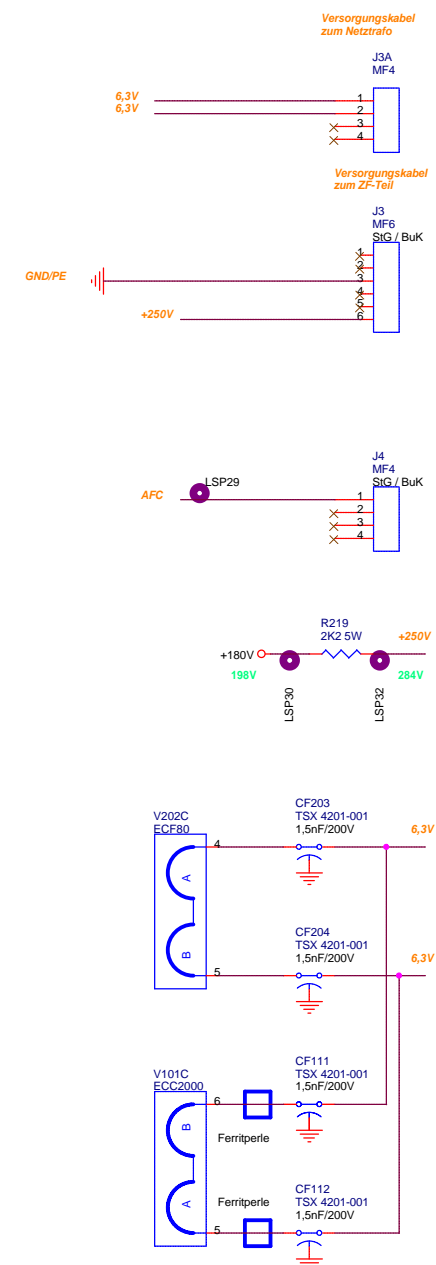 Versorgungskabel
zum Netztrafo
J3A
MF4
6,3V
1
6,3V
2
3
4
Versorgungskabel
zum ZF-Teil
J3
MF6
StG / BuK
1
2
GND/PE
3
4
5
+250V
6
J4
MF4
StG / BuK
LSP29
AFC
1
2
3
4
R219
2K2 5W
+250V
+180V
198V
284V
LSP30
LSP32
CF203
TSX 4201-001
1,5nF/200V
V202C
ECF80
4
6,3V
A
B
CF204
TSX 4201-001
1,5nF/200V
5
6,3V
CF111
TSX 4201-001
1,5nF/200V
V101C
ECC2000
6
B
Ferritperle
A
Ferritperle
CF112
TSX 4201-001
1,5nF/200V
5